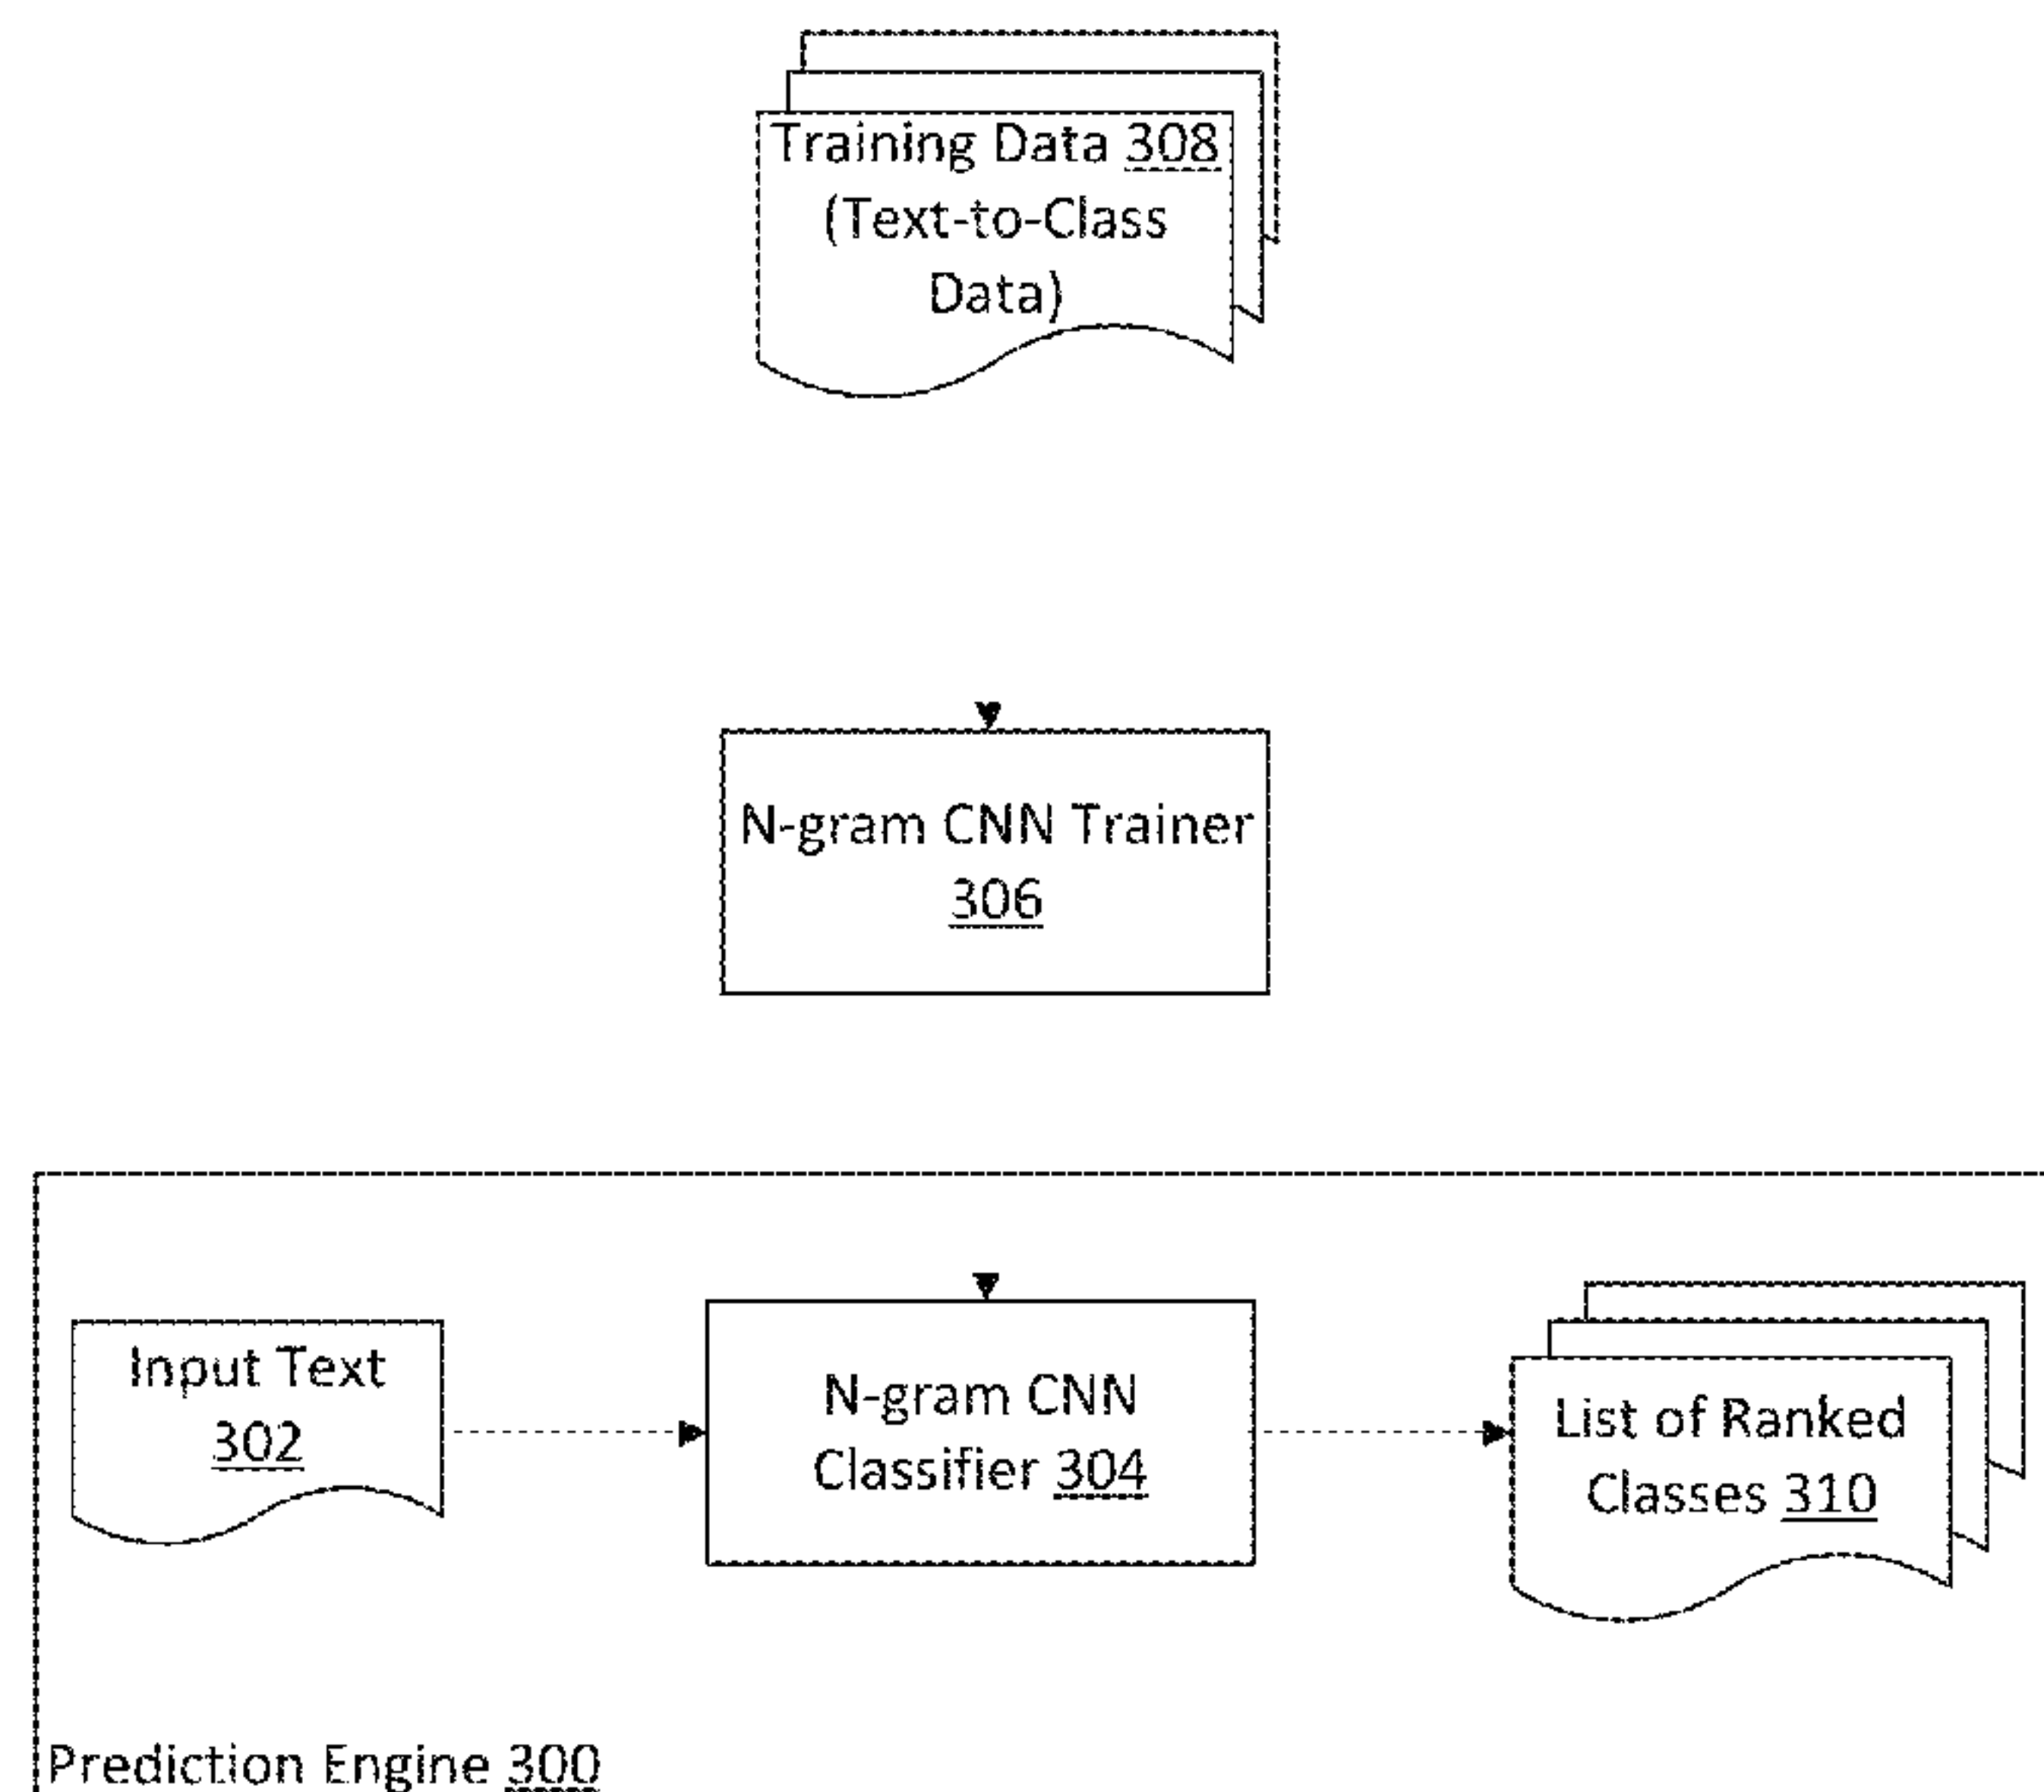 Training Data 308
(Text-to-Class
Data)
N-gram CNN Trainer
306
Input Text
302
N-gram CNN
Classifier 304
List of Ranked
Classes 310
Prediction Engine 300